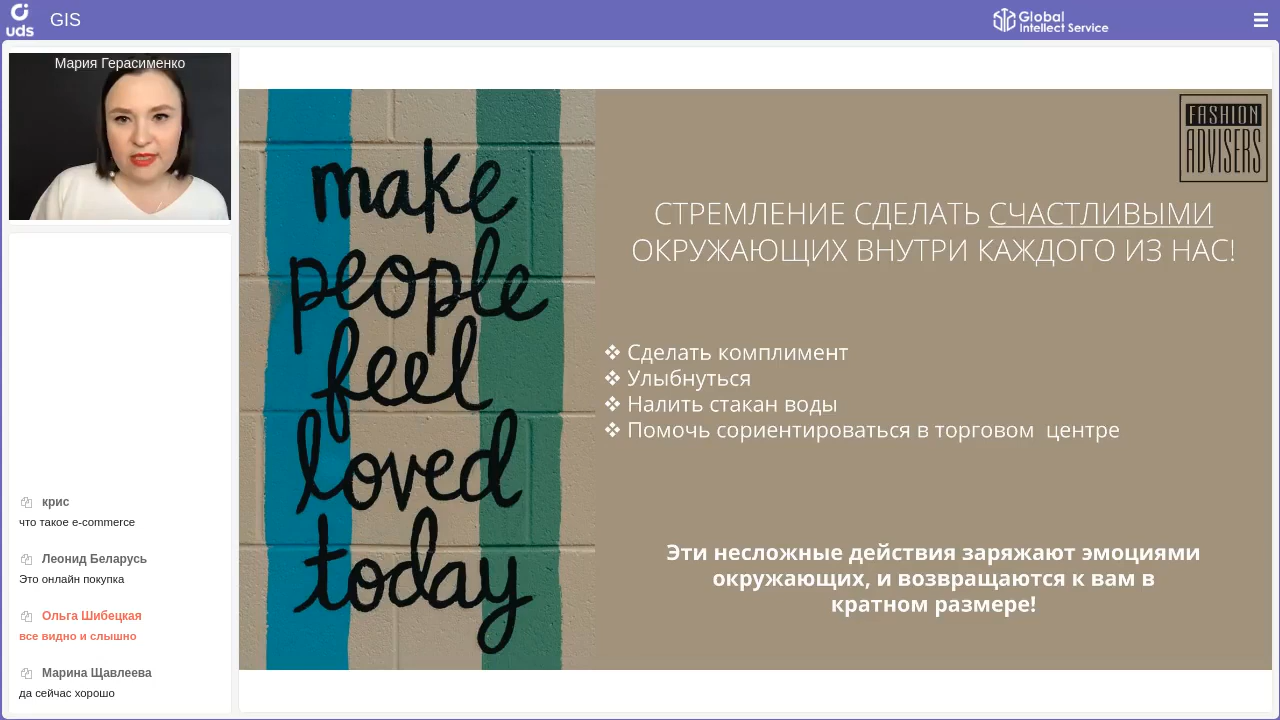 uds
GIS
Global
Intellect Service
Мария Герасименко
make
people
feel
loved
today
FASHION
ADVISERS
СТРЕМЛЕНИЕ СДЕЛАТЬ СЧАСТЛИВЫМИ
ОКРУЖАЮЩИХ ВНУТРИ КАЖДОГО ИЗ НАС!
❖ Сделать комплимент
❖ Улыбнуться
❖ Налить стакан воды
❖ Помочь сориентироваться в торговом центре
Эти несложные действия заряжают эмоциями
окружающих, и возвращаются к вам в
кратном размере!
крис
что такое e-commerce
Леонид Беларусь
Это онлайн покупка
Ольга Шибецкая
все видно и слышно
Марина Щавлеева
да сейчас хорошо